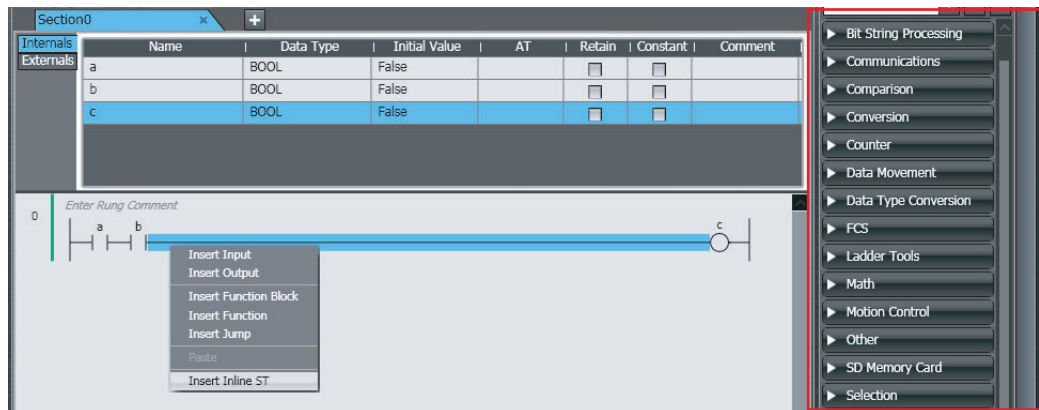 Section0 × +
Internals
Externals
Name Data Type Initial Value AT Retain Constant Comment
a BOOL False
b BOOL False
c BOOL False
Enter Rung Comment
0
a b c
Insert Input
Insert Output
Insert Function Block
Insert Function
Insert Jump
Paste
Insert Inline ST
Bit String Processing
Communications
Comparison
Conversion
Counter
Data Movement
Data Type Conversion
FCS
Ladder Tools
Math
Motion Control
Other
SD Memory Card
Selection